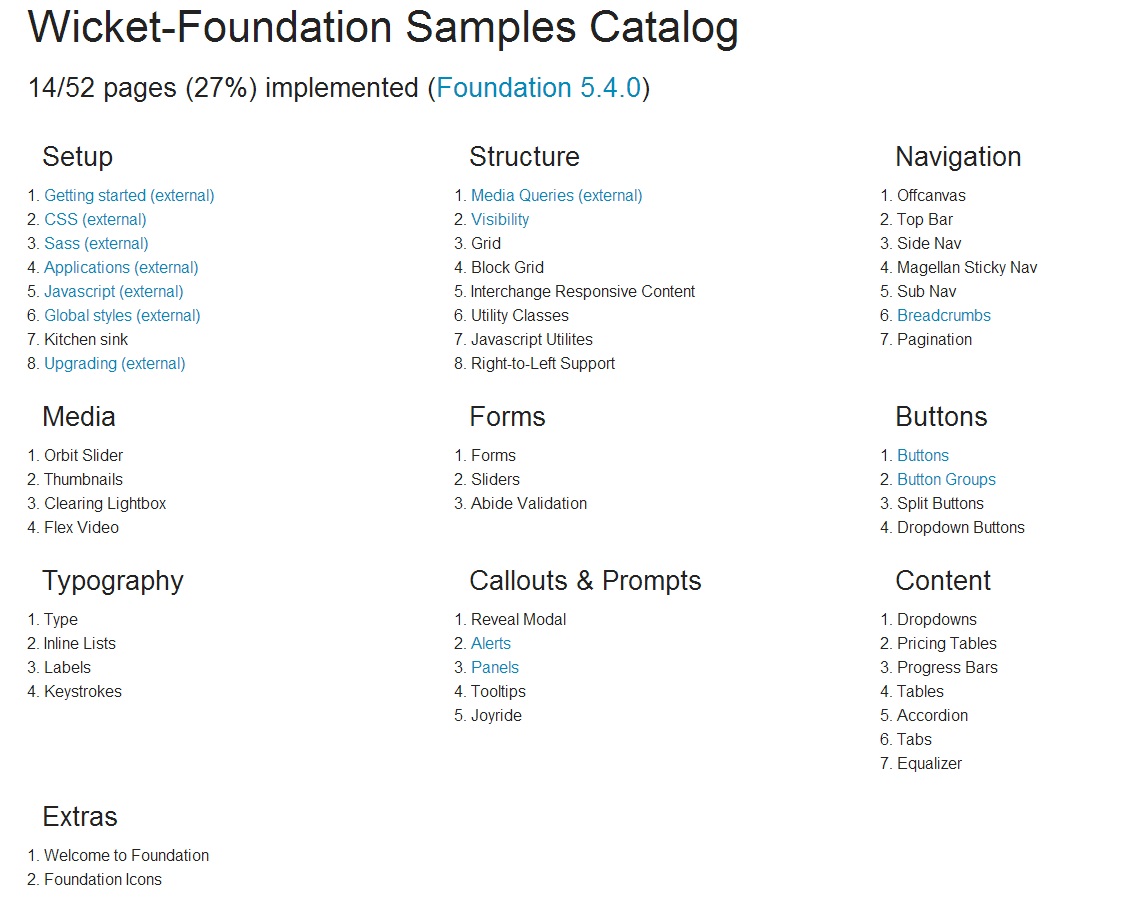 Wicket-Foundation Samples Catalog
14/52 pages (27%) implemented (Foundation 5.4.0)
Setup
1. Getting started (external)
2. CSS (external)
3. Sass (external)
4. Applications (external)
5. Javascript (external)
6. Global styles (external)
7. Kitchen sink
8. Upgrading (external)
Structure
1. Media Queries (external)
2. Visibility
3. Grid
4. Block Grid
5. Interchange Responsive Content
6. Utility Classes
7. Javascript Utilites
8. Right-to-Left Support
Navigation
1. Offcanvas
2. Top Bar
3. Side Nav
4. Magellan Sticky Nav
5. Sub Nav
6. Breadcrumbs
7. Pagination
Media
1. Orbit Slider
2. Thumbnails
3. Clearing Lightbox
4. Flex Video
Forms
1. Forms
2. Sliders
3. Abide Validation
Buttons
1. Buttons
2. Button Groups
3. Split Buttons
4. Dropdown Buttons
Typography
1. Type
2. Inline Lists
3. Labels
4. Keystrokes
Callouts & Prompts
1. Reveal Modal
2. Alerts
3. Panels
4. Tooltips
5. Joyride
Content
1. Dropdowns
2. Pricing Tables
3. Progress Bars
4. Tables
5. Accordion
6. Tabs
7. Equalizer
Extras
1. Welcome to Foundation
2. Foundation Icons